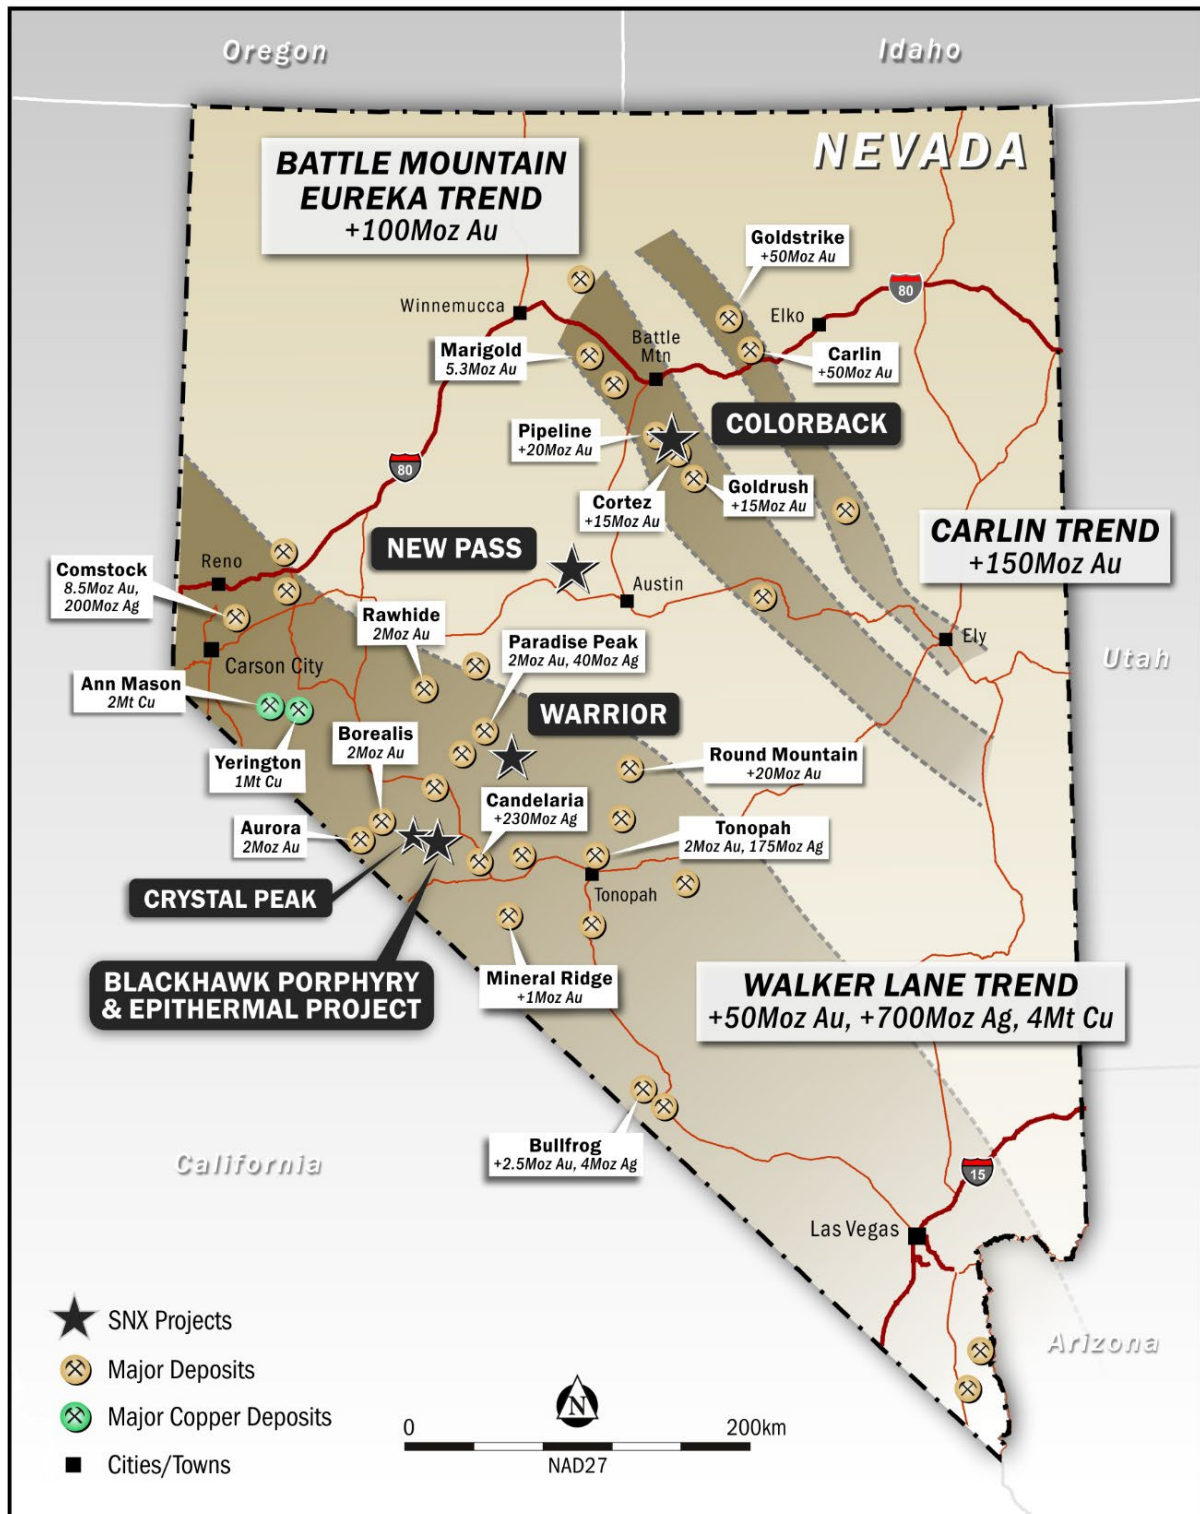 Oregon
Idaho
NEVADA
BATTLE MOUNTAIN
EUREKA TREND
+100Moz Au
Goldstrike
+50Moz Au
80
Winnemucca
Elko
Battle
Mtn
Marigold
5.3Moz Au
Carlin
+50Moz Au
COLORBACK
Pipeline
+20Moz Au
80
Goldrush
+15Moz Au
Cortez
+15Moz Au
CARLIN TREND
+150Moz Au
NEW PASS
Reno
Comstock
8.5Moz Au,
200Moz Ag
Austin
Rawhide
2Moz Au
Ely
Paradise Peak
2Moz Au, 40Moz Ag
Utah
Carson City
Ann Mason
2Mt Cu
WARRIOR
Borealis
2Moz Au
Yerington
1Mt Cu
Round Mountain
+20Moz Au
Candelaria
+230Moz Ag
Aurora
2Moz Au
Tonopah
2Moz Au, 175Moz Ag
CRYSTAL PEAK
Tonopah
BLACKHAWK PORPHYRY
& EPITHERMAL PROJECT
Mineral Ridge
+1Moz Au
WALKER LANE TREND
+50Moz Au, +700Moz Ag, 4Mt Cu
Bullfrog
+2.5Moz Au, 4Moz Ag
California
15
Las Vegas
Arizona
SNX Projects
Major Deposits
Major Copper Deposits
Cities/Towns
N
0 200km
NAD27